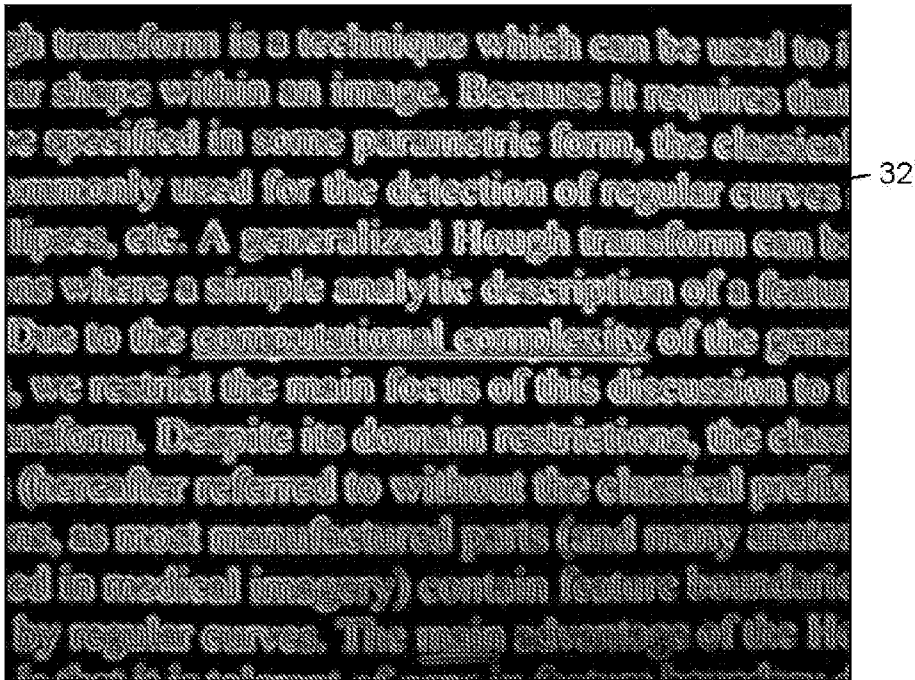 gh transform is a technique which can be used to
ar shape within an image. Because it requires that
e specified in some parametric form, the classical
mmonly used for the detection of regular curves
32
llipses, etc. A generalized Hough transform can be
ns where a simple analytic description of a featur
Due to the computational complexity of the gene
, we restrict the main focus of this discussion to
ansform. Despite its domain restrictions, the class
(hereafter referred to without the classical prefix
ns, as most manufactured parts (and many anatom
ed in medical imagery) contain feature boundarie
by regular curves. The main advantage of the Ho